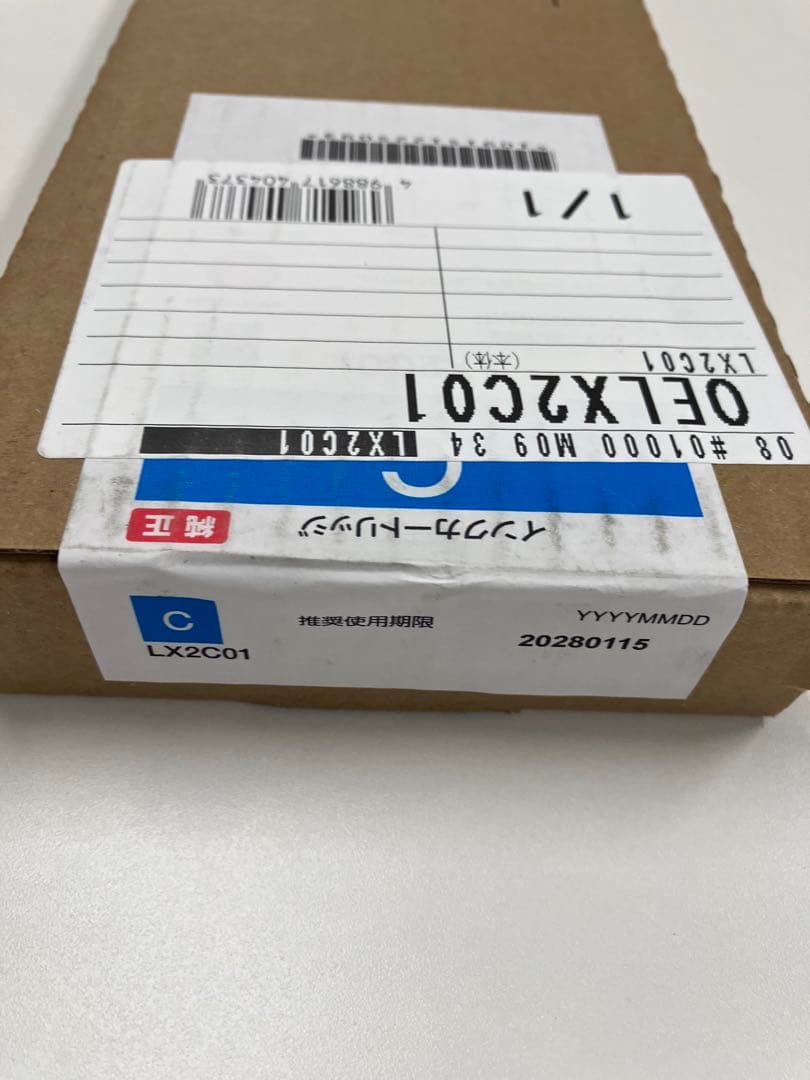 1/1
4 988617 404373
LX2C01 (本体)
OELX2C01
08 #01000 M09 34 LX2C01
C
インクカートリッジ 純正
C
LX2C01
推奨使用期限
YYYYMMDD
20280115